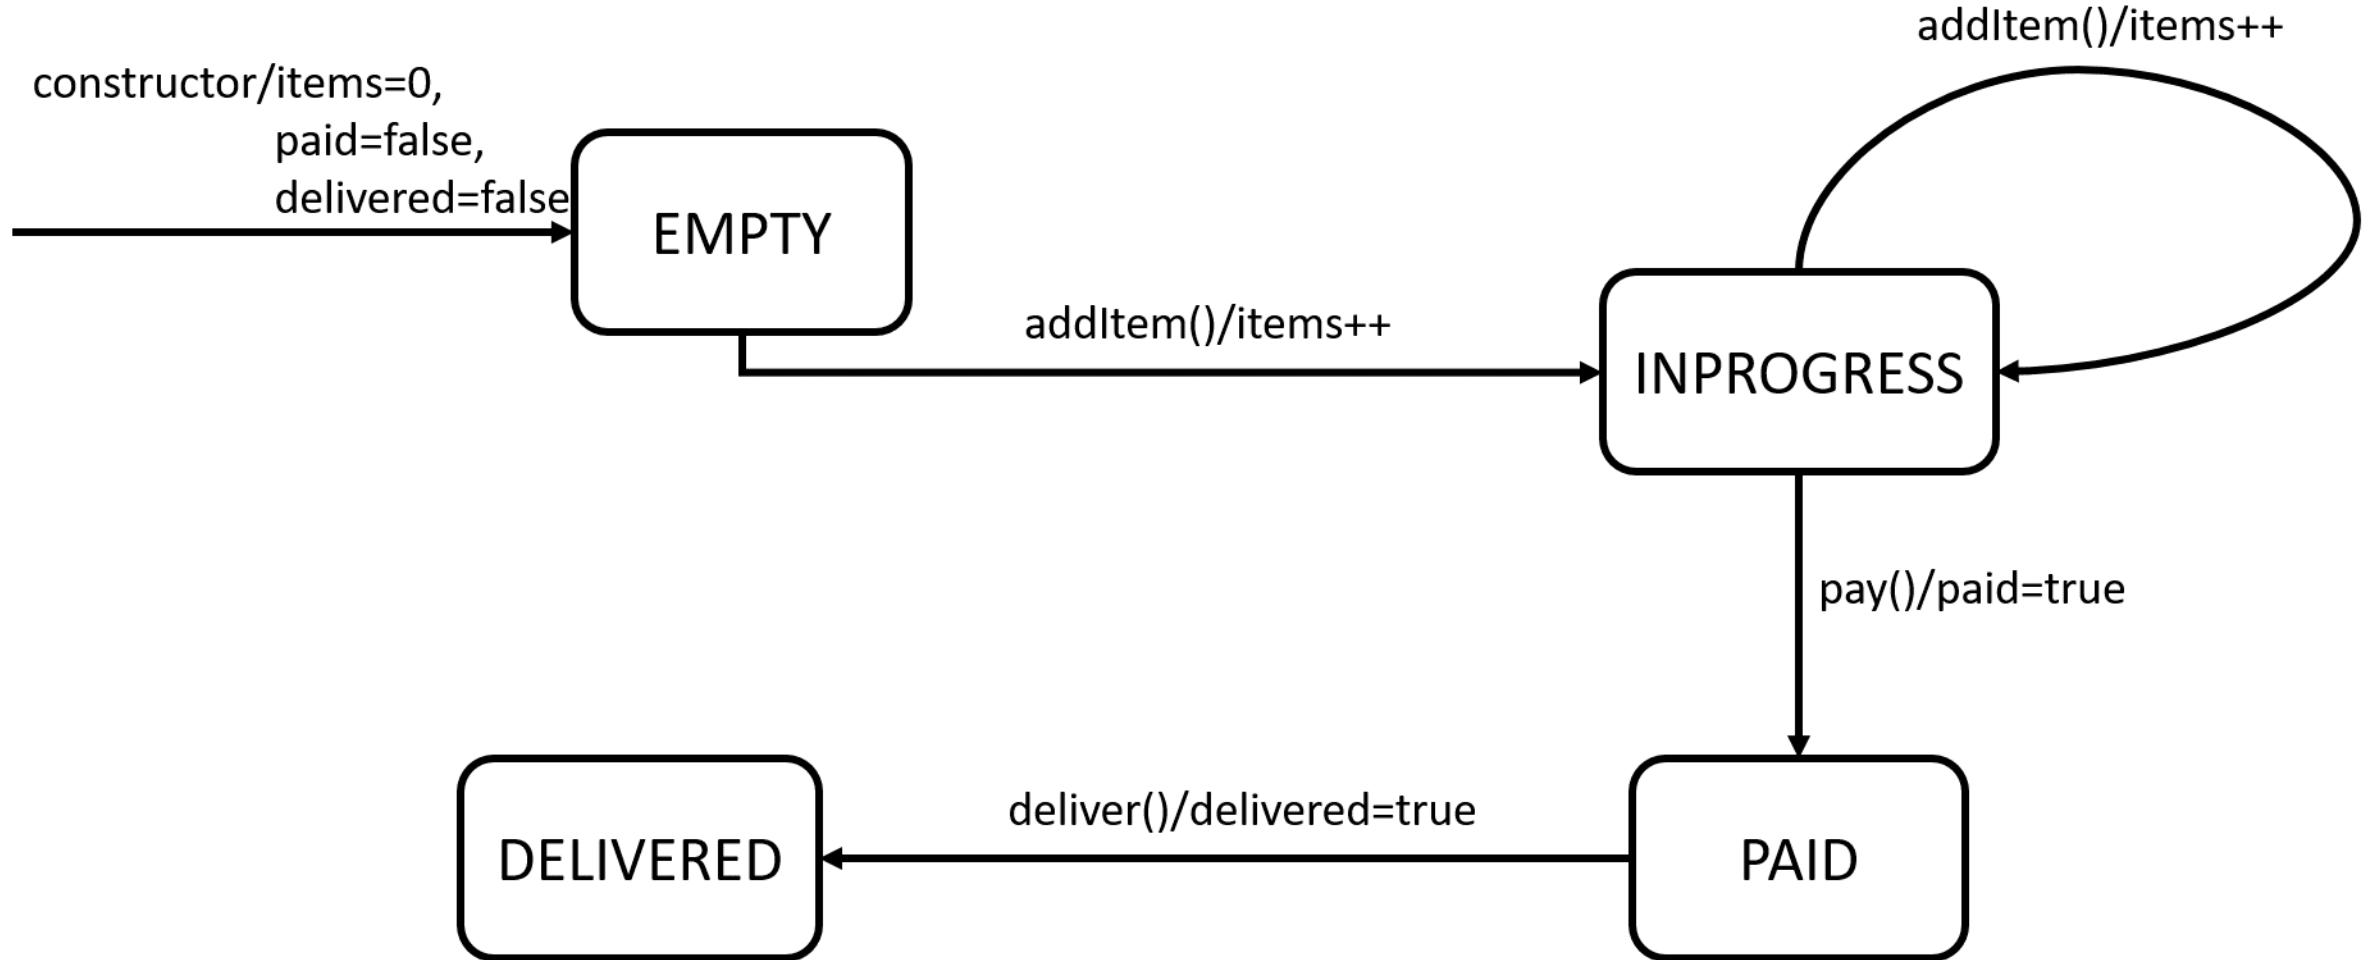 addItem()/items++
constructor/items=0,
paid=false,
delivered=false
EMPTY
addItem()/items++
INPROGRESS
pay()/paid=true
deliver()/delivered=true
DELIVERED
PAID